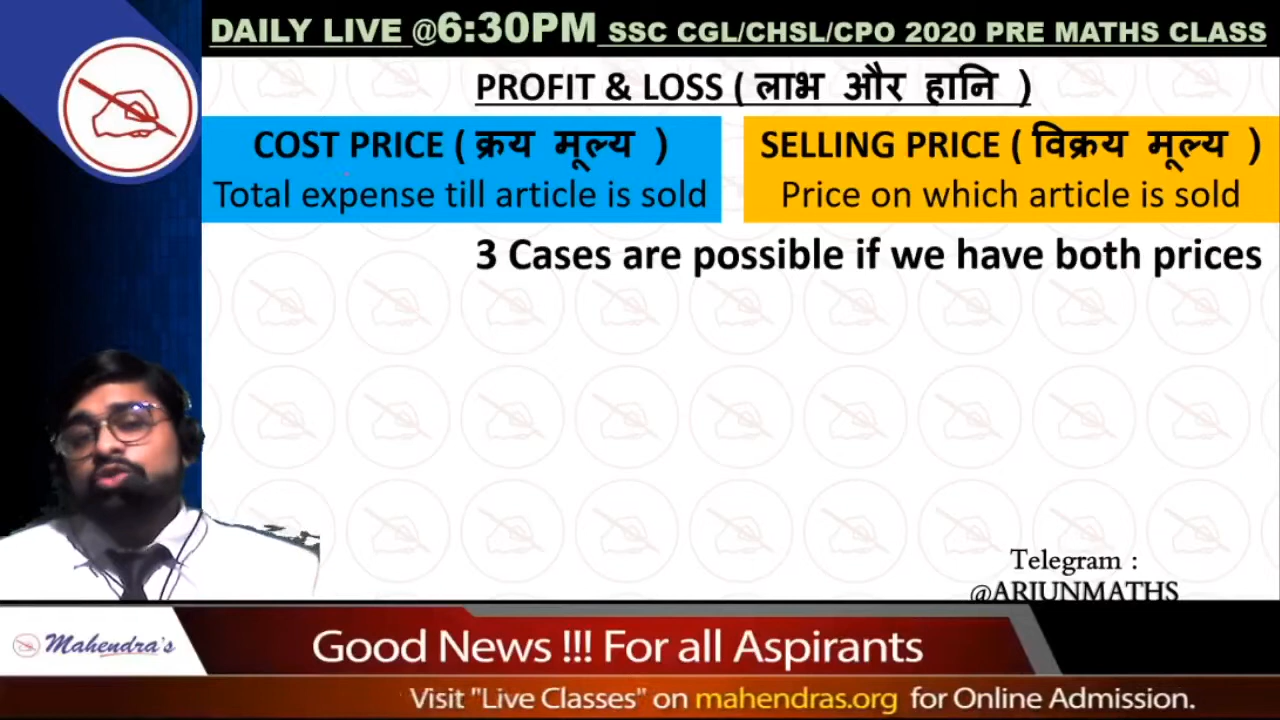 DAILY LIVE @6:30PM SSC CGL/CHSL/CPO 2020 PRE MATHS CLASS
PROFIT & LOSS ( लाभ और हानि )
COST PRICE ( क्रय मूल्य )
Total expense till article is sold
SELLING PRICE ( विक्रय मूल्य )
Price on which article is sold
3 Cases are possible if we have both prices
Telegram :
@ARJUNMATHS
Mahendra's
Good News !!! For all Aspirants
Visit "Live Classes" on mahendras.org for Online Admission.